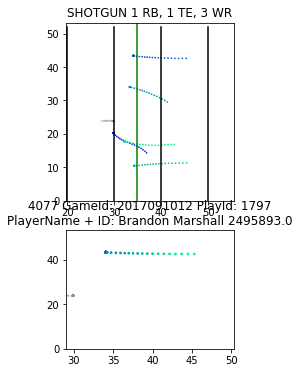 SHOTGUN 1 RB, 1 TE, 3 WR
50
40
30
20
10
0
20 30 40 50
4077 GameId: 2017091012 PlayId: 1797
PlayerName + ID: Brandon Marshall 2495893.0
40
20
0
30 35 40 45 50